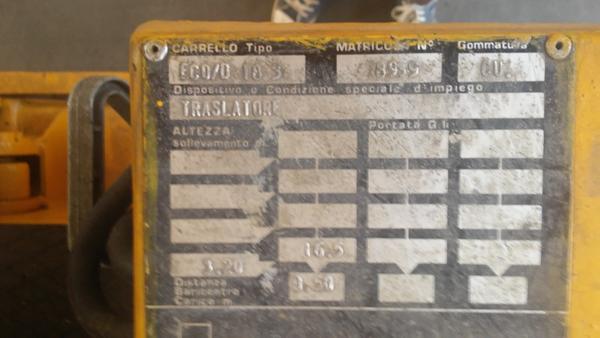 CARRELLO Tipo MATRICOLA N° Gommatura
ECO/D 18.3
Dispositivo o Condizione speciale d'impiego
TRASLATORE
ALTEZZA Portata Q.li
sollevamento m
16.5
3.20
Distanza
Baricentro
Carico m